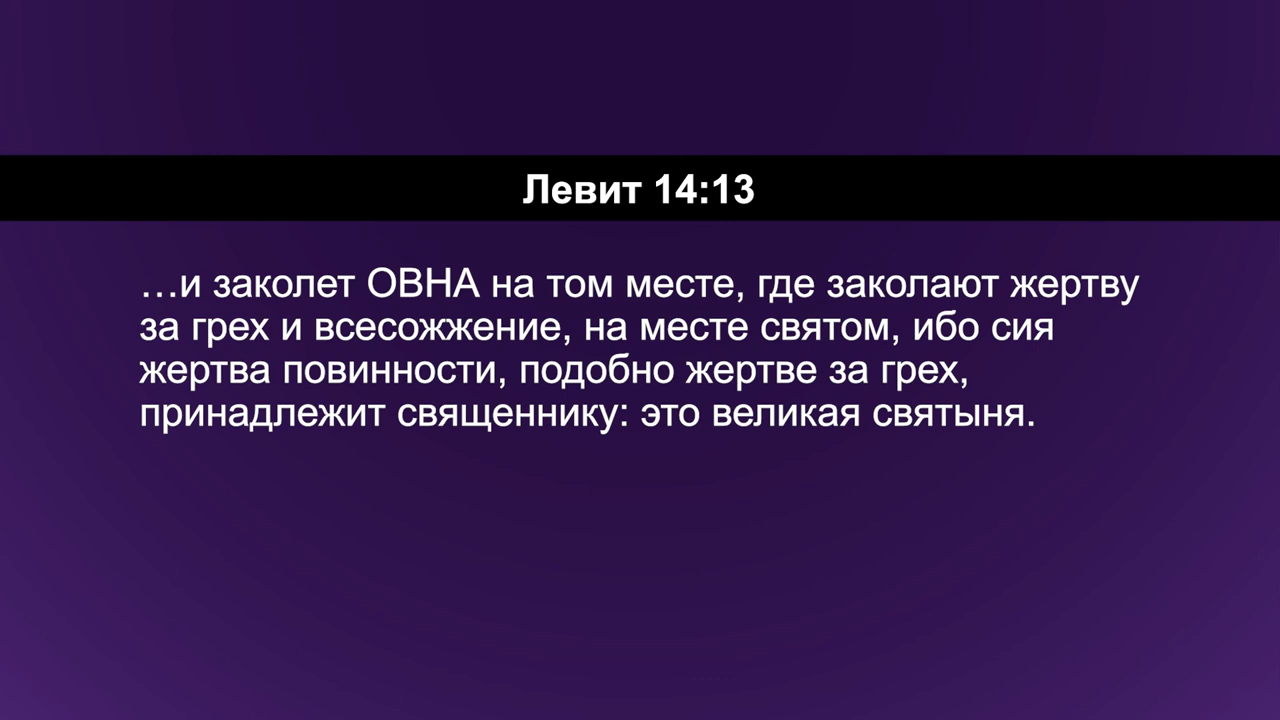 Левит 14:13
…и заколет ОВНА на том месте, где заколают жертву
за грех и всесожжение, на месте святом, ибо сия
жертва повинности, подобно жертве за грех,
принадлежит священнику: это великая святыня.